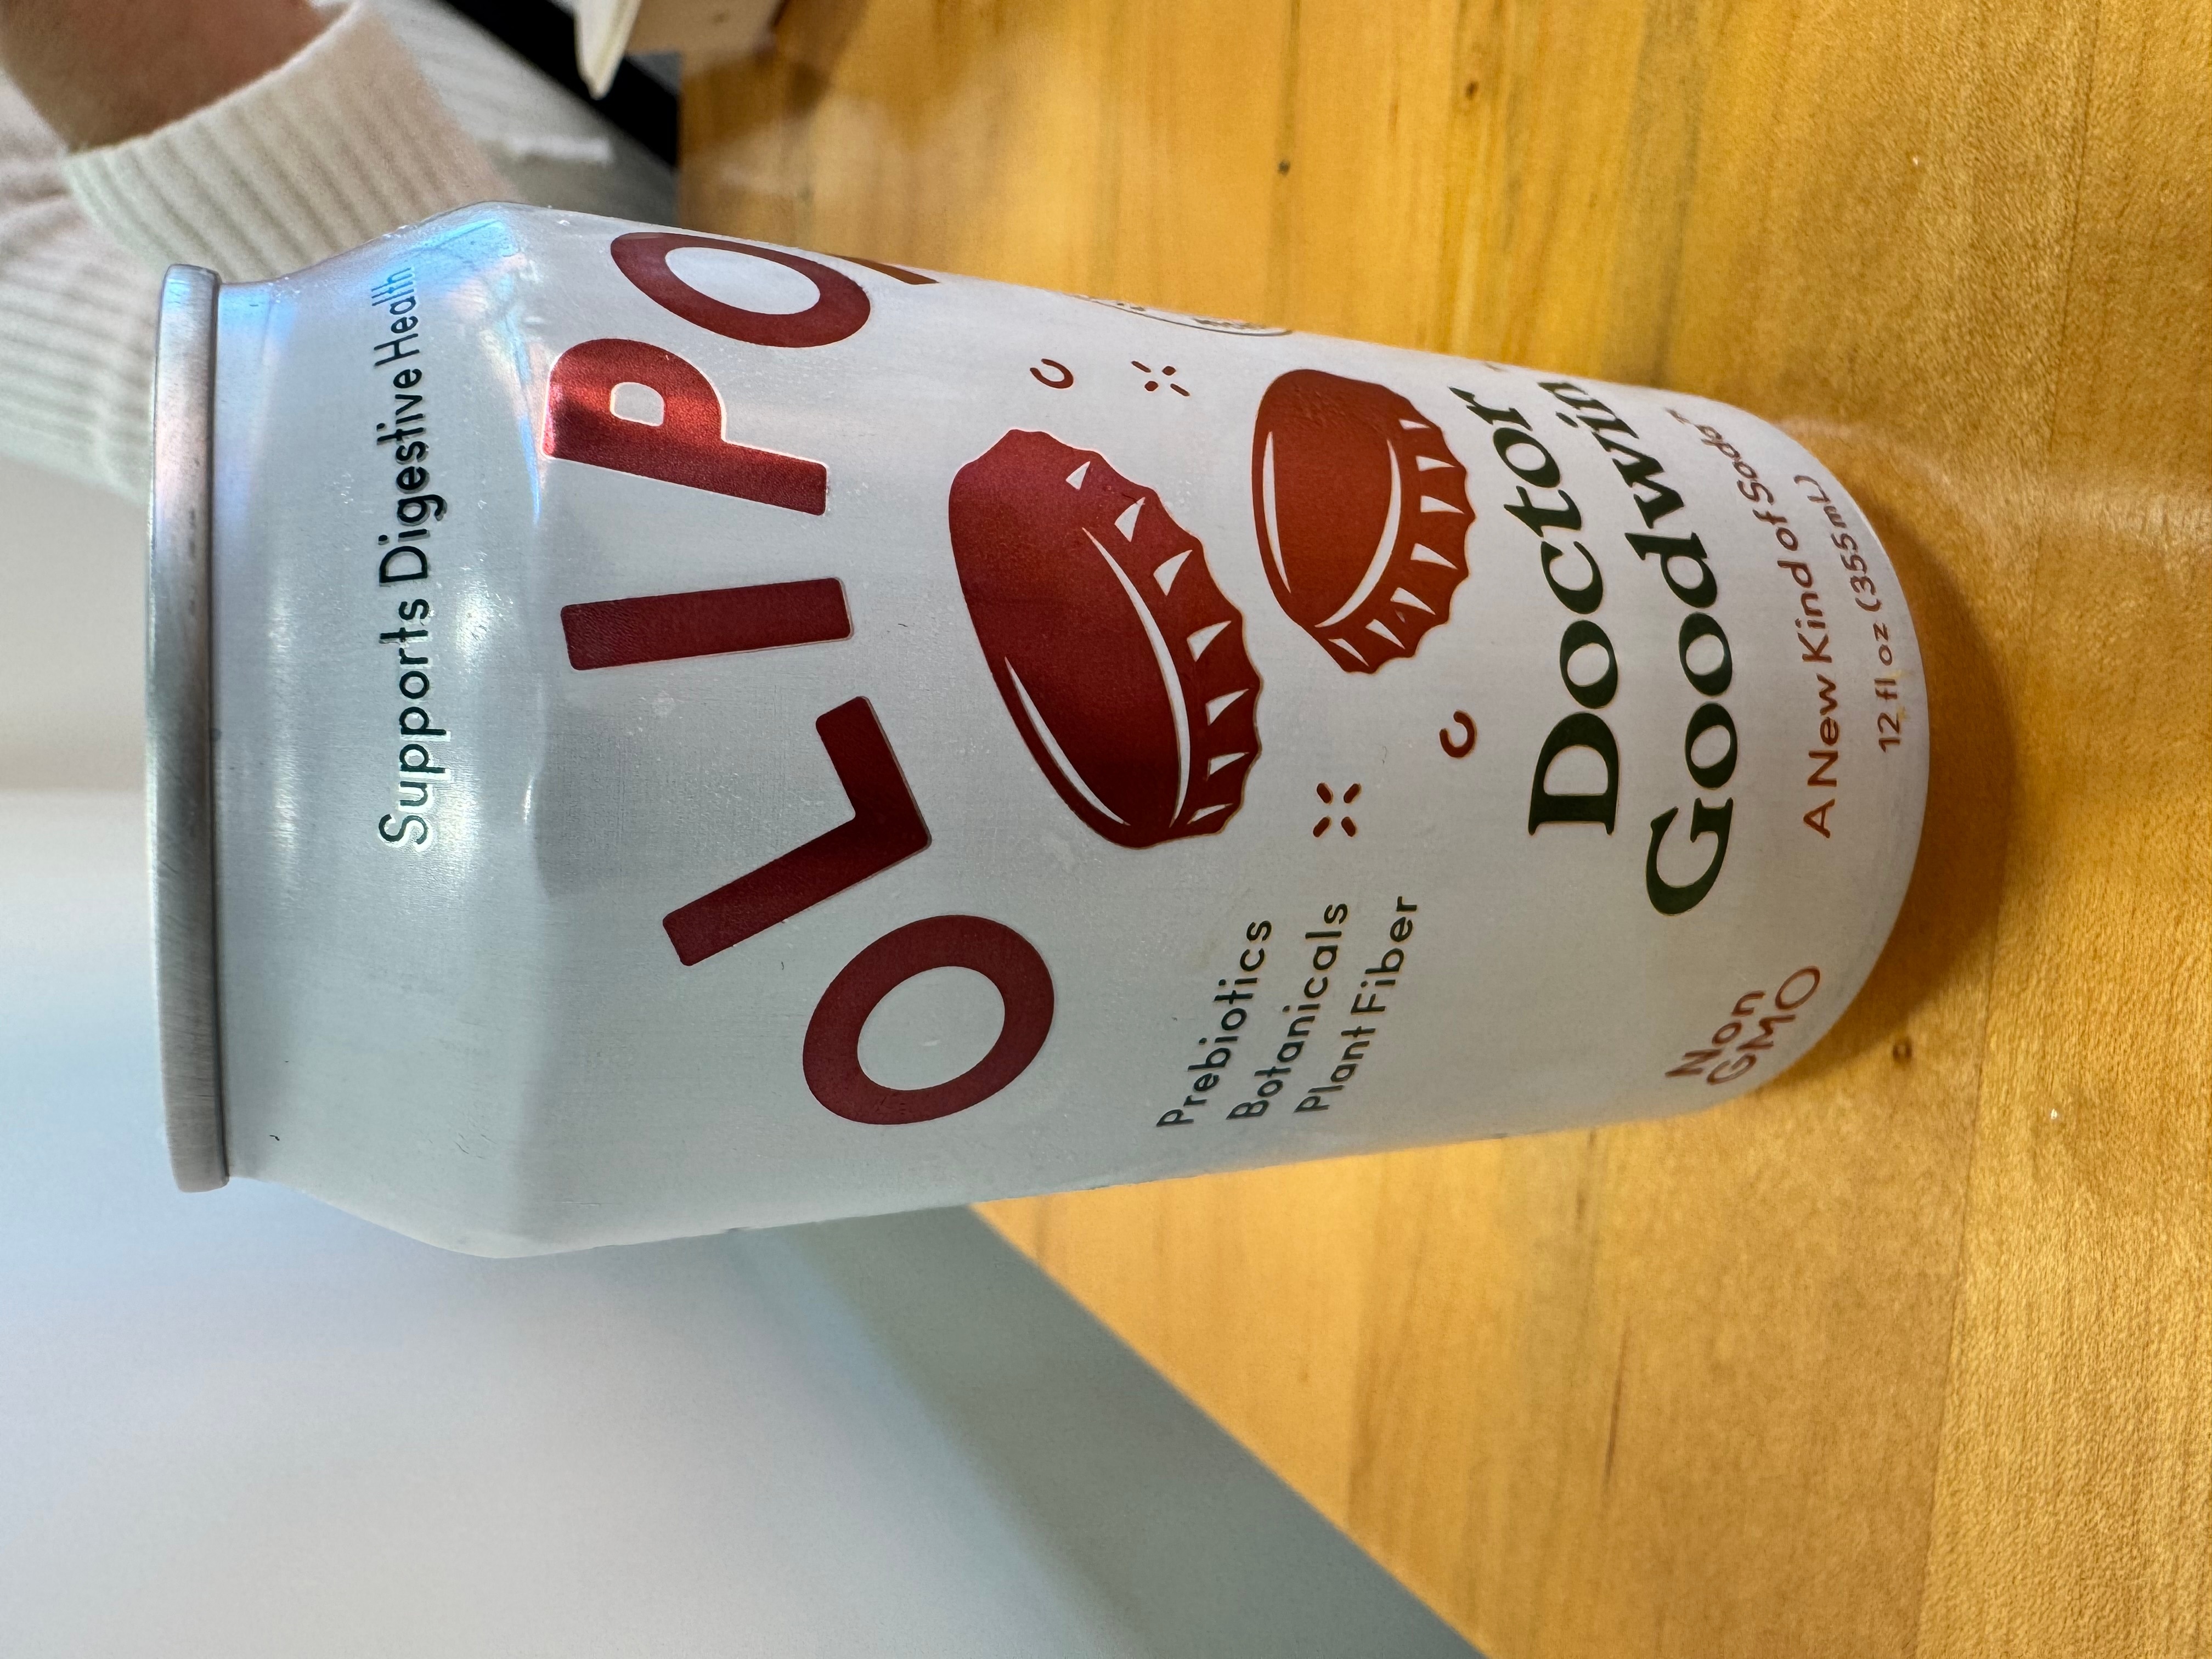 Supports Digestive Health
OLIPO
Prebiotics
Botanicals
Plant Fiber
Doctor
Goodwin
A New Kind of Soda
12 fl oz (355 mL)
Non
GMO